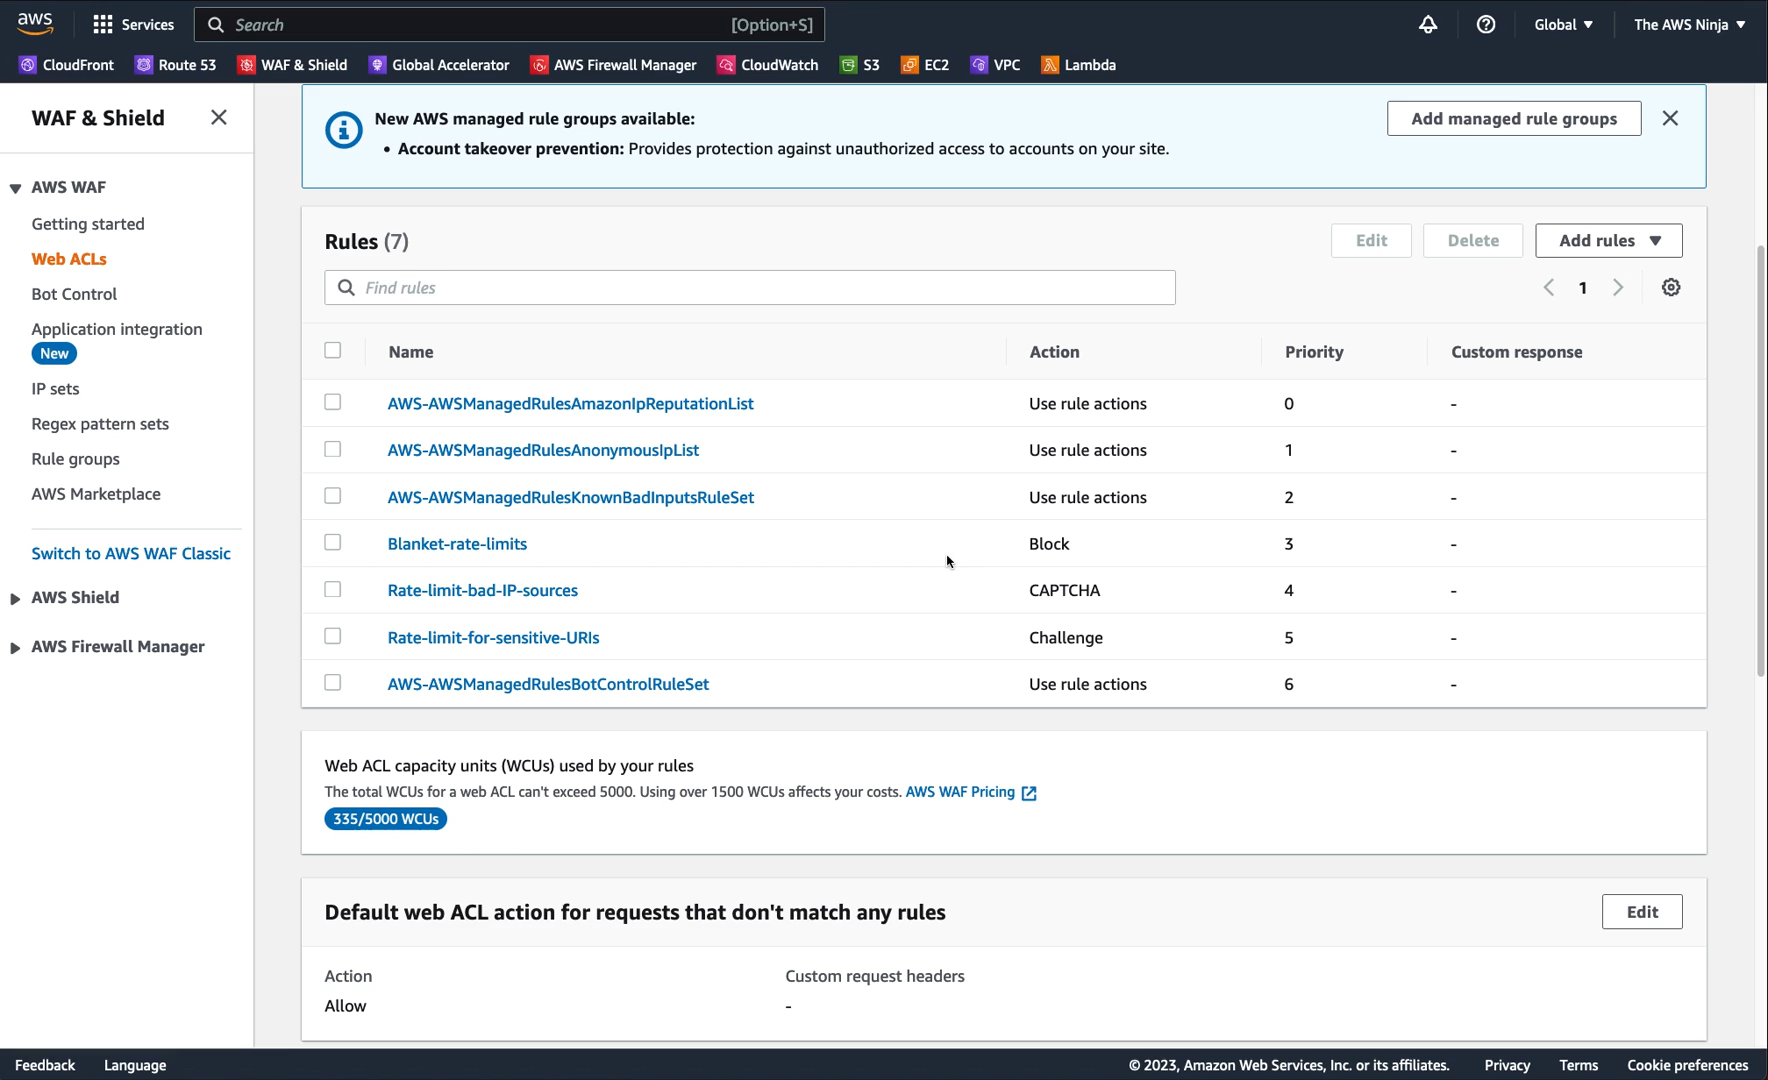 aws
Services
Search
[Option+S]
Global ▼
The AWS Ninja ▼
CloudFront
Route 53
WAF & Shield
Global Accelerator
AWS Firewall Manager
CloudWatch
S3
EC2
VPC
Lambda
WAF & Shield
AWS WAF
Getting started
Web ACLs
Bot Control
Application integration
New
IP sets
Regex pattern sets
Rule groups
AWS Marketplace
Switch to AWS WAF Classic
AWS Shield
AWS Firewall Manager
New AWS managed rule groups available:
• Account takeover prevention: Provides protection against unauthorized access to accounts on your site.
Add managed rule groups
Rules (7)
Edit
Delete
Add rules ▼
Find rules
1
Name Action Priority Custom response
AWS-AWSManagedRulesAmazonIpReputationList Use rule actions 0 -
AWS-AWSManagedRulesAnonymousIpList Use rule actions 1 -
AWS-AWSManagedRulesKnownBadInputsRuleSet Use rule actions 2 -
Blanket-rate-limits Block 3 -
Rate-limit-bad-IP-sources CAPTCHA 4 -
Rate-limit-for-sensitive-URIs Challenge 5 -
AWS-AWSManagedRulesBotControlRuleSet Use rule actions 6 -
Web ACL capacity units (WCUs) used by your rules
The total WCUs for a web ACL can't exceed 5000. Using over 1500 WCUs affects your costs. AWS WAF Pricing
335/5000 WCUs
Default web ACL action for requests that don't match any rules
Edit
Action Custom request headers
Allow -
Feedback
Language
© 2023, Amazon Web Services, Inc. or its affiliates.
Privacy
Terms
Cookie preferences